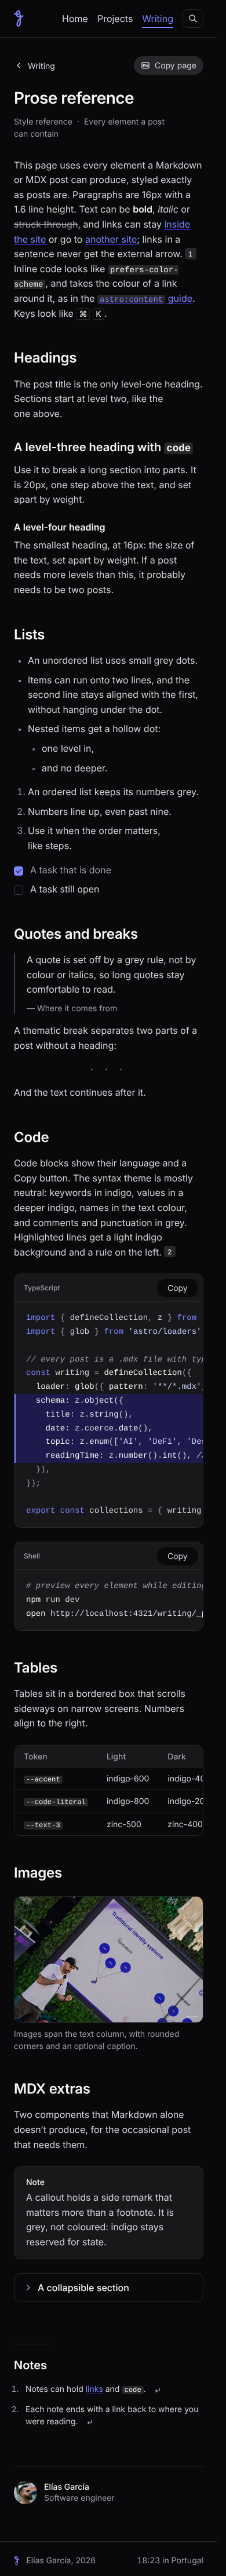 Home Projects Writing
Writing
Copy page
Prose reference
Style reference · Every element a post
can contain
This page uses every element a Markdown
or MDX post can produce, styled exactly
as posts are. Paragraphs are 16px with a
1.6 line height. Text can be bold, italic or
struck through, and links can stay inside
the site or go to another site; links in a
sentence never get an external arrow. 1
Inline code looks like prefers-color-
scheme, and takes the colour of a link
around it, as in the astro:content guide.
Keys look like ⌘ K.
Headings
The post title is the only level-one heading.
Sections start at level two, like the
one above.
A level-three heading with code
Use it to break a long section into parts. It
is 20px, one step above the text, and set
apart by weight.
A level-four heading
The smallest heading, at 16px: the size of
the text, set apart by weight. If a post
needs more levels than this, it probably
needs to be two posts.
Lists
An unordered list uses small grey dots.
Items can run onto two lines, and the
second line stays aligned with the first,
without hanging under the dot.
Nested items get a hollow dot:
one level in,
and no deeper.
1. An ordered list keeps its numbers grey.
2. Numbers line up, even past nine.
3. Use it when the order matters,
like steps.
A task that is done
A task still open
Quotes and breaks
A quote is set off by a grey rule, not by
colour or italics, so long quotes stay
comfortable to read.
— Where it comes from
A thematic break separates two parts of a
post without a heading:
· · ·
And the text continues after it.
Code
Code blocks show their language and a
Copy button. The syntax theme is mostly
neutral: keywords in indigo, values in a
deeper indigo, names in the text colour,
and comments and punctuation in grey.
Highlighted lines get a light indigo
background and a rule on the left. 2
TypeScript
Copy
import { defineCollection, z } from
import { glob } from 'astro/loaders'
// every post is a .mdx file with typ
const writing = defineCollection({
loader: glob({ pattern: '**/*.mdx',
schema: z.object({
title: z.string(),
date: z.coerce.date(),
topic: z.enum(['AI', 'DeFi', 'Des
readingTime: z.number().int(), //
}),
});
export const collections = { writing
Shell
Copy
# preview every element while editing
npm run dev
open http://localhost:4321/writing/_p
Tables
Tables sit in a bordered box that scrolls
sideways on narrow screens. Numbers
align to the right.
Token Light Dark
--accent indigo-600 indigo-40
--code-literal indigo-800 indigo-20
--text-3 zinc-500 zinc-400
Images
Traditional identity systems
Images span the text column, with rounded
corners and an optional caption.
MDX extras
Two components that Markdown alone
doesn't produce, for the occasional post
that needs them.
Note
A callout holds a side remark that
matters more than a footnote. It is
grey, not coloured: indigo stays
reserved for state.
A collapsible section
Notes
1. Notes can hold links and code. ↵
2. Each note ends with a link back to where you
were reading. ↵
Elías García
Software engineer
Elías García, 2026
18:23 in Portugal